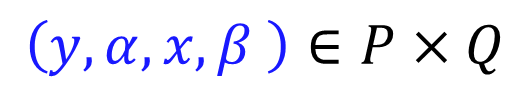 (y, α, x, β ) ∈ P × Q